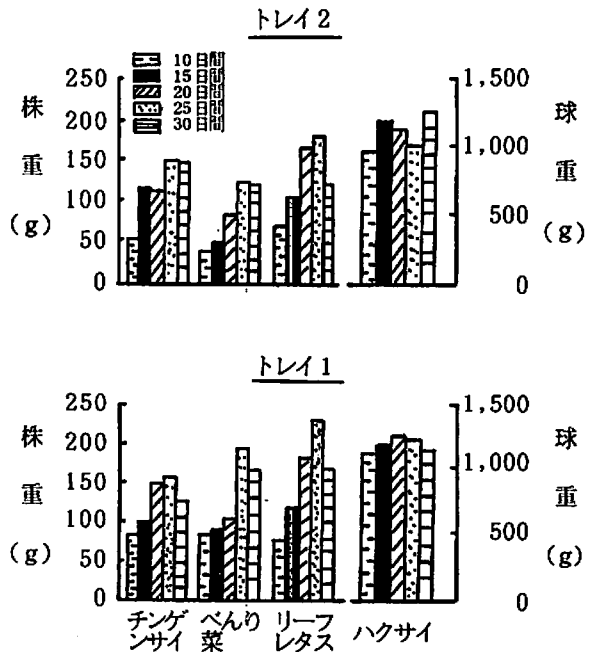 トレイ2
10日間
15日間
20日間
25日間
30日間
株重(g)
250
200
150
100
50
0
1,500
1,000
500
0
球重(g)
トレイ1
株重(g)
250
200
150
100
50
0
1,500
1,000
500
0
球重(g)
チンゲ
ンサイ
べんり
菜
リーフ
レタス
ハクサイ